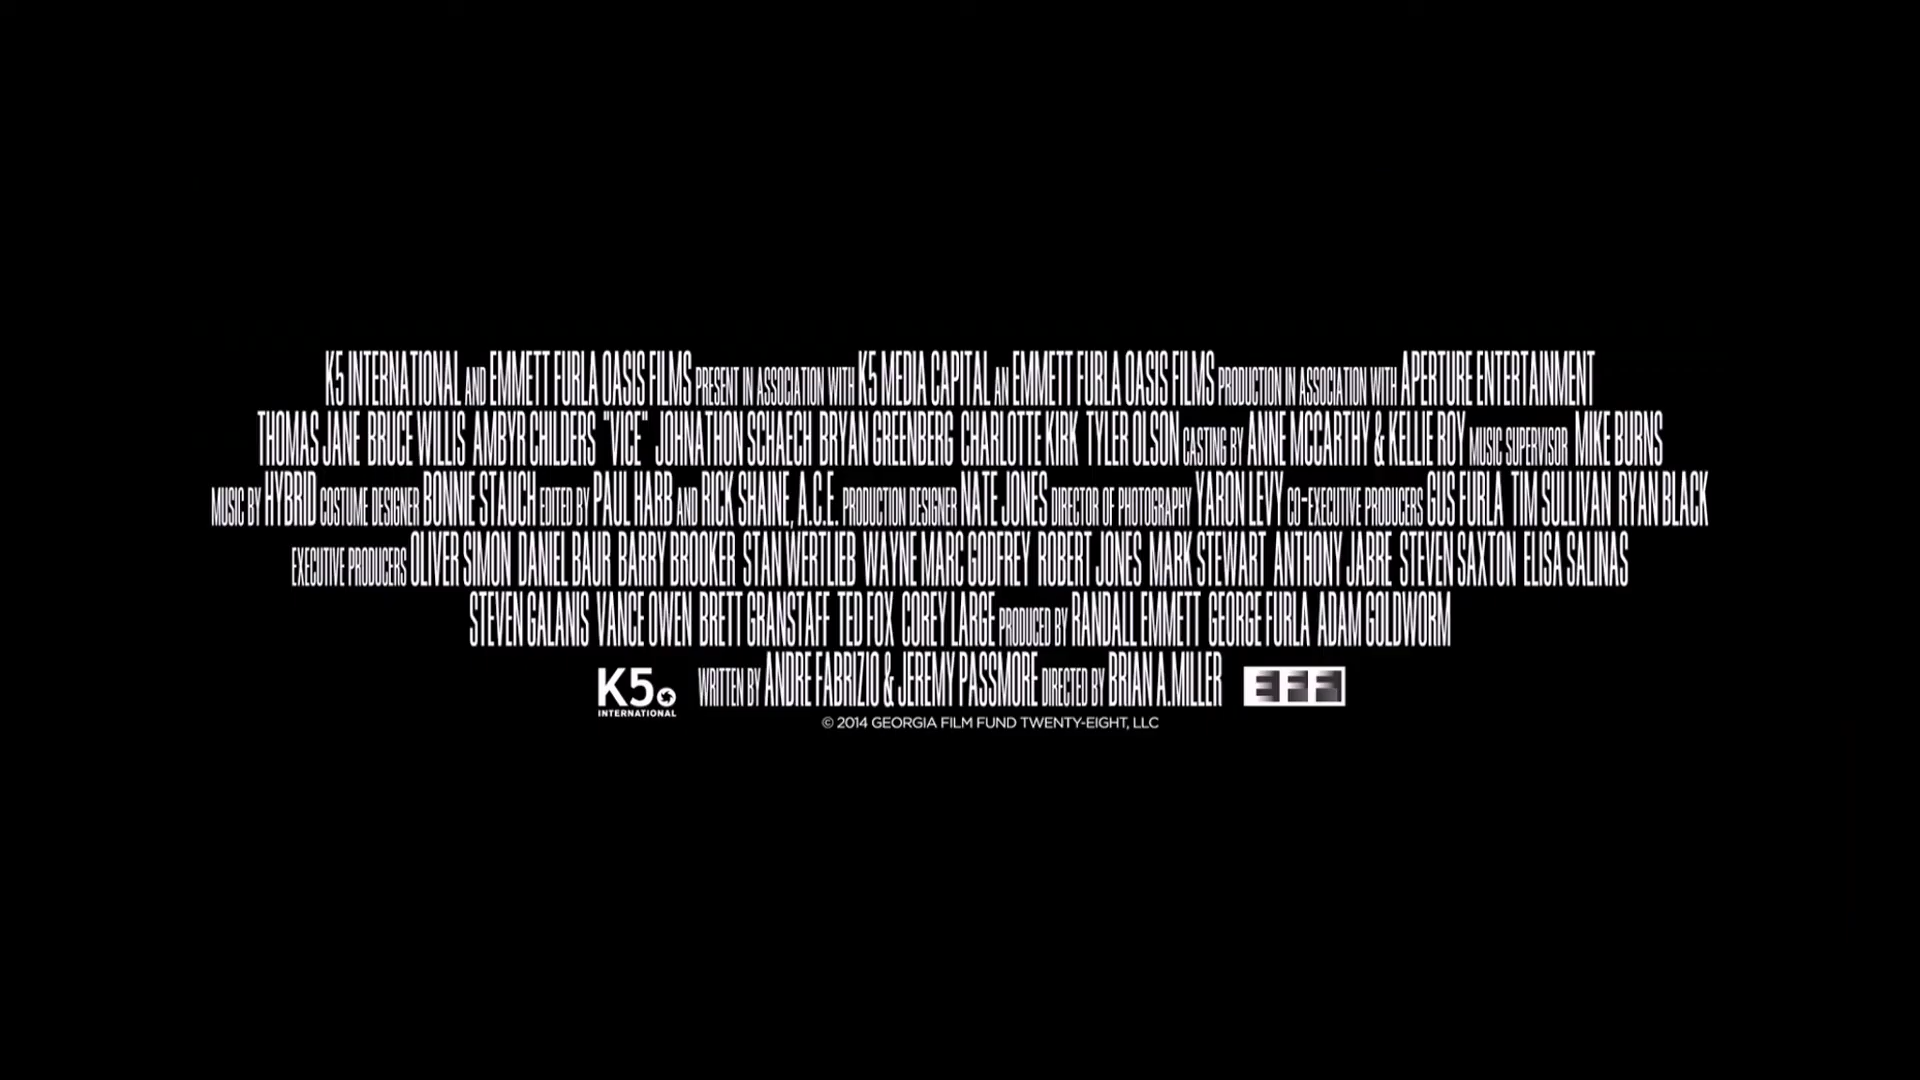 K5 INTERNATIONAL AND EMMETT FURLA OASIS FILMS PRESENT IN ASSOCIATION WITH K5 MEDIA CAPITAL AN EMMETT FURLA OASIS FILMS PRODUCTION IN ASSOCIATION WITH APERTURE ENTERTAINMENT
THOMAS JANE BRUCE WILLIS AMBYR CHILDERS "VICE" JOHNATHON SCHAECH BRYAN GREENBERG CHARLOTTE KIRK TYLER OLSON CASTING BY ANNE MCCARTHY & KELLIE ROY MUSIC SUPERVISOR MIKE BURNS
MUSIC BY HYBRID COSTUME DESIGNER BONNIE STAUCH EDITED BY PAUL HARB AND RICK SHAINE, A.C.E. PRODUCTION DESIGNER NATE JONES DIRECTOR OF PHOTOGRAPHY YARON LEVY CO-EXECUTIVE PRODUCERS GUS FURLA TIM SULLIVAN RYAN BLACK
EXECUTIVE PRODUCERS OLIVER SIMON DANIEL BAUR BARRY BROOKER STAN WERTLIEB WAYNE MARC GODFREY ROBERT JONES MARK STEWART ANTHONY JABRE STEVEN SAXTON ELISA SALINAS
STEVEN GALANIS VANCE OWEN BRETT GRANSTAFF TED FOX COREY LARGE PRODUCED BY RANDALL EMMETT GEORGE FURLA ADAM GOLDWORM
K5 INTERNATIONAL WRITTEN BY ANDRE FABRIZIO & JEREMY PASSMORE DIRECTED BY BRIAN A. MILLER EFF
© 2014 GEORGIA FILM FUND TWENTY-EIGHT, LLC